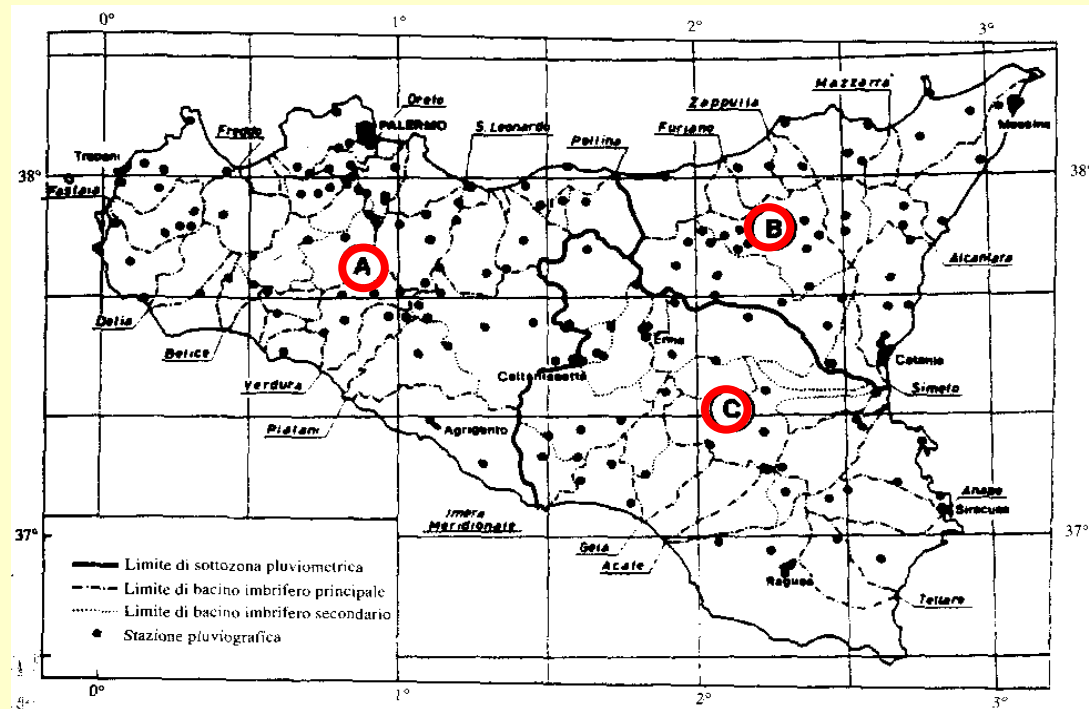 0° 1° 2° 3°
Mazzarrà
Oreto
Zappulla
PALERMO
Freddo
S. Leonardo
Furiano
Messina
Pollina
Trapani
38° 38°
B
Alcantara
A
Delia
Belice
Enna
Catania
Caltanissetta
Simeto
Verdura
C
Platani
Agrigento
Anapo
Siracusa
Imera
Meridionale
37° 37°
Gela
Acate
Ragusa
Tellaro
Limite di sottozona pluviometrica
Limite di bacino imbrifero principale
Limite di bacino imbrifero secondario
Stazione pluviografica
0° 1° 2° 3°